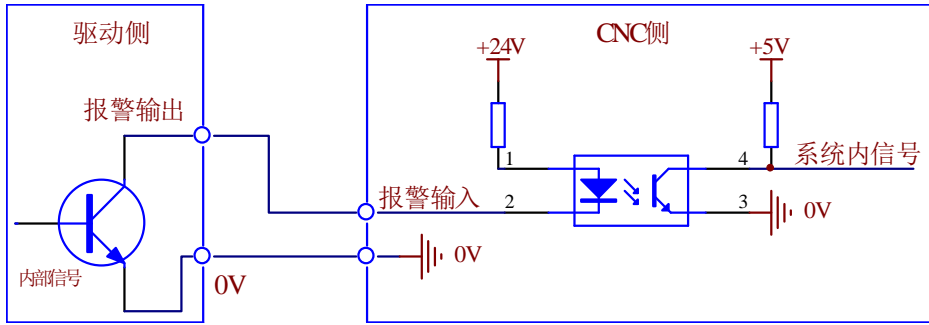 驱动侧
CNC侧
+24V
+5V
报警输出
1
4
系统内信号
报警输入
2
3
0V
0V
内部信号
0V